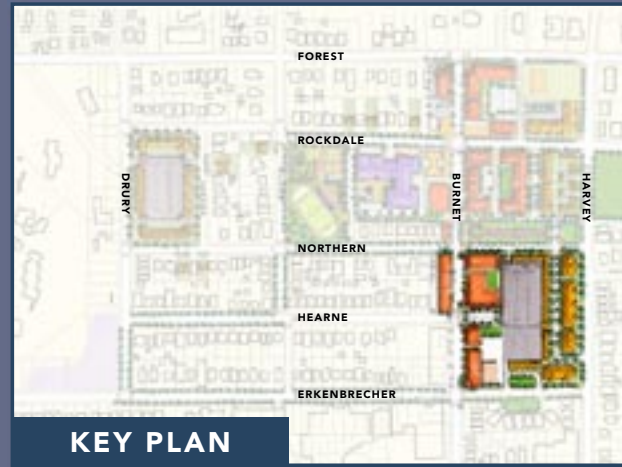 FOREST
ROCKDALE
DRURY
BURNET
HARVEY
NORTHERN
HEARNE
ERKENBRECHER
KEY PLAN